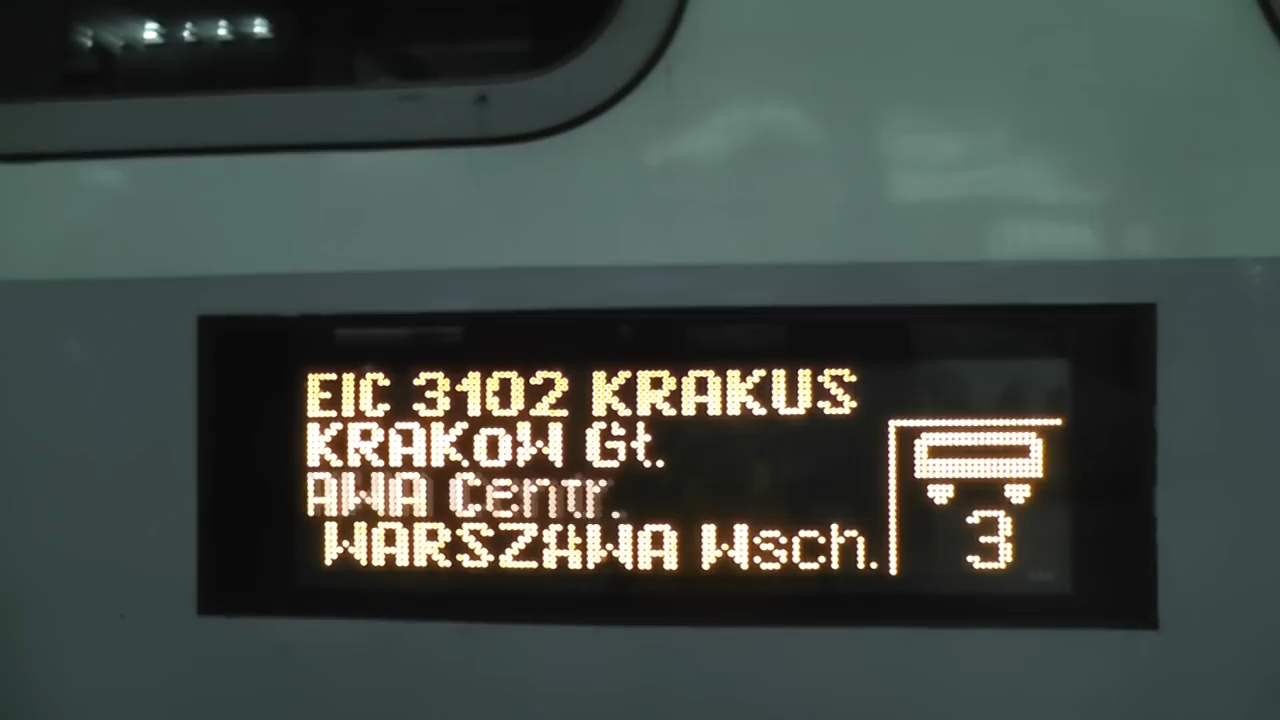 EIC 3102 KRAKUS
KRAKOW Gł.
AWA Centr.
WARSZAWA Wsch.
3